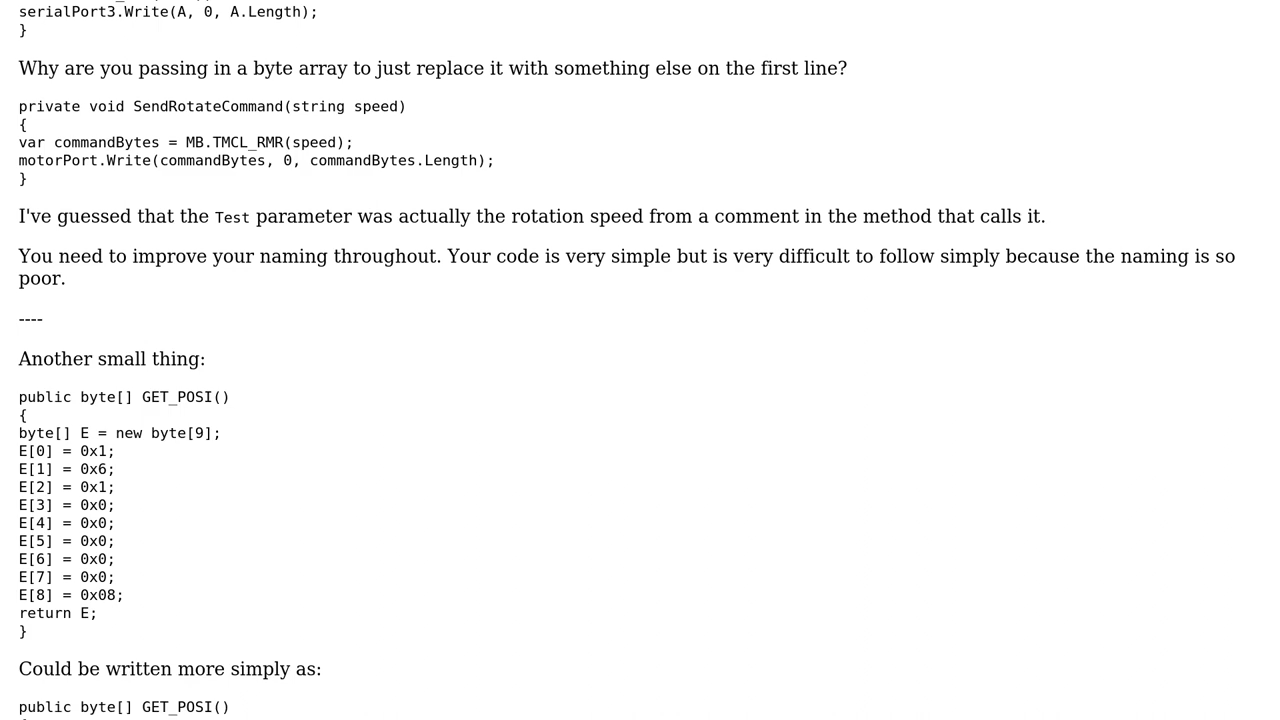 serialPort3.Write(A, 0, A.Length);
}
Why are you passing in a byte array to just replace it with something else on the first line?
private void SendRotateCommand(string speed)
{
var commandBytes = MB.TMCL_RMR(speed);
motorPort.Write(commandBytes, 0, commandBytes.Length);
}
I've guessed that the Test parameter was actually the rotation speed from a comment in the method that calls it.
You need to improve your naming throughout. Your code is very simple but is very difficult to follow simply because the naming is so
poor.
----
Another small thing:
public byte[] GET_POSI()
{
byte[] E = new byte[9];
E[0] = 0x1;
E[1] = 0x6;
E[2] = 0x1;
E[3] = 0x0;
E[4] = 0x0;
E[5] = 0x0;
E[6] = 0x0;
E[7] = 0x0;
E[8] = 0x08;
return E;
}
Could be written more simply as:
public byte[] GET_POSI()